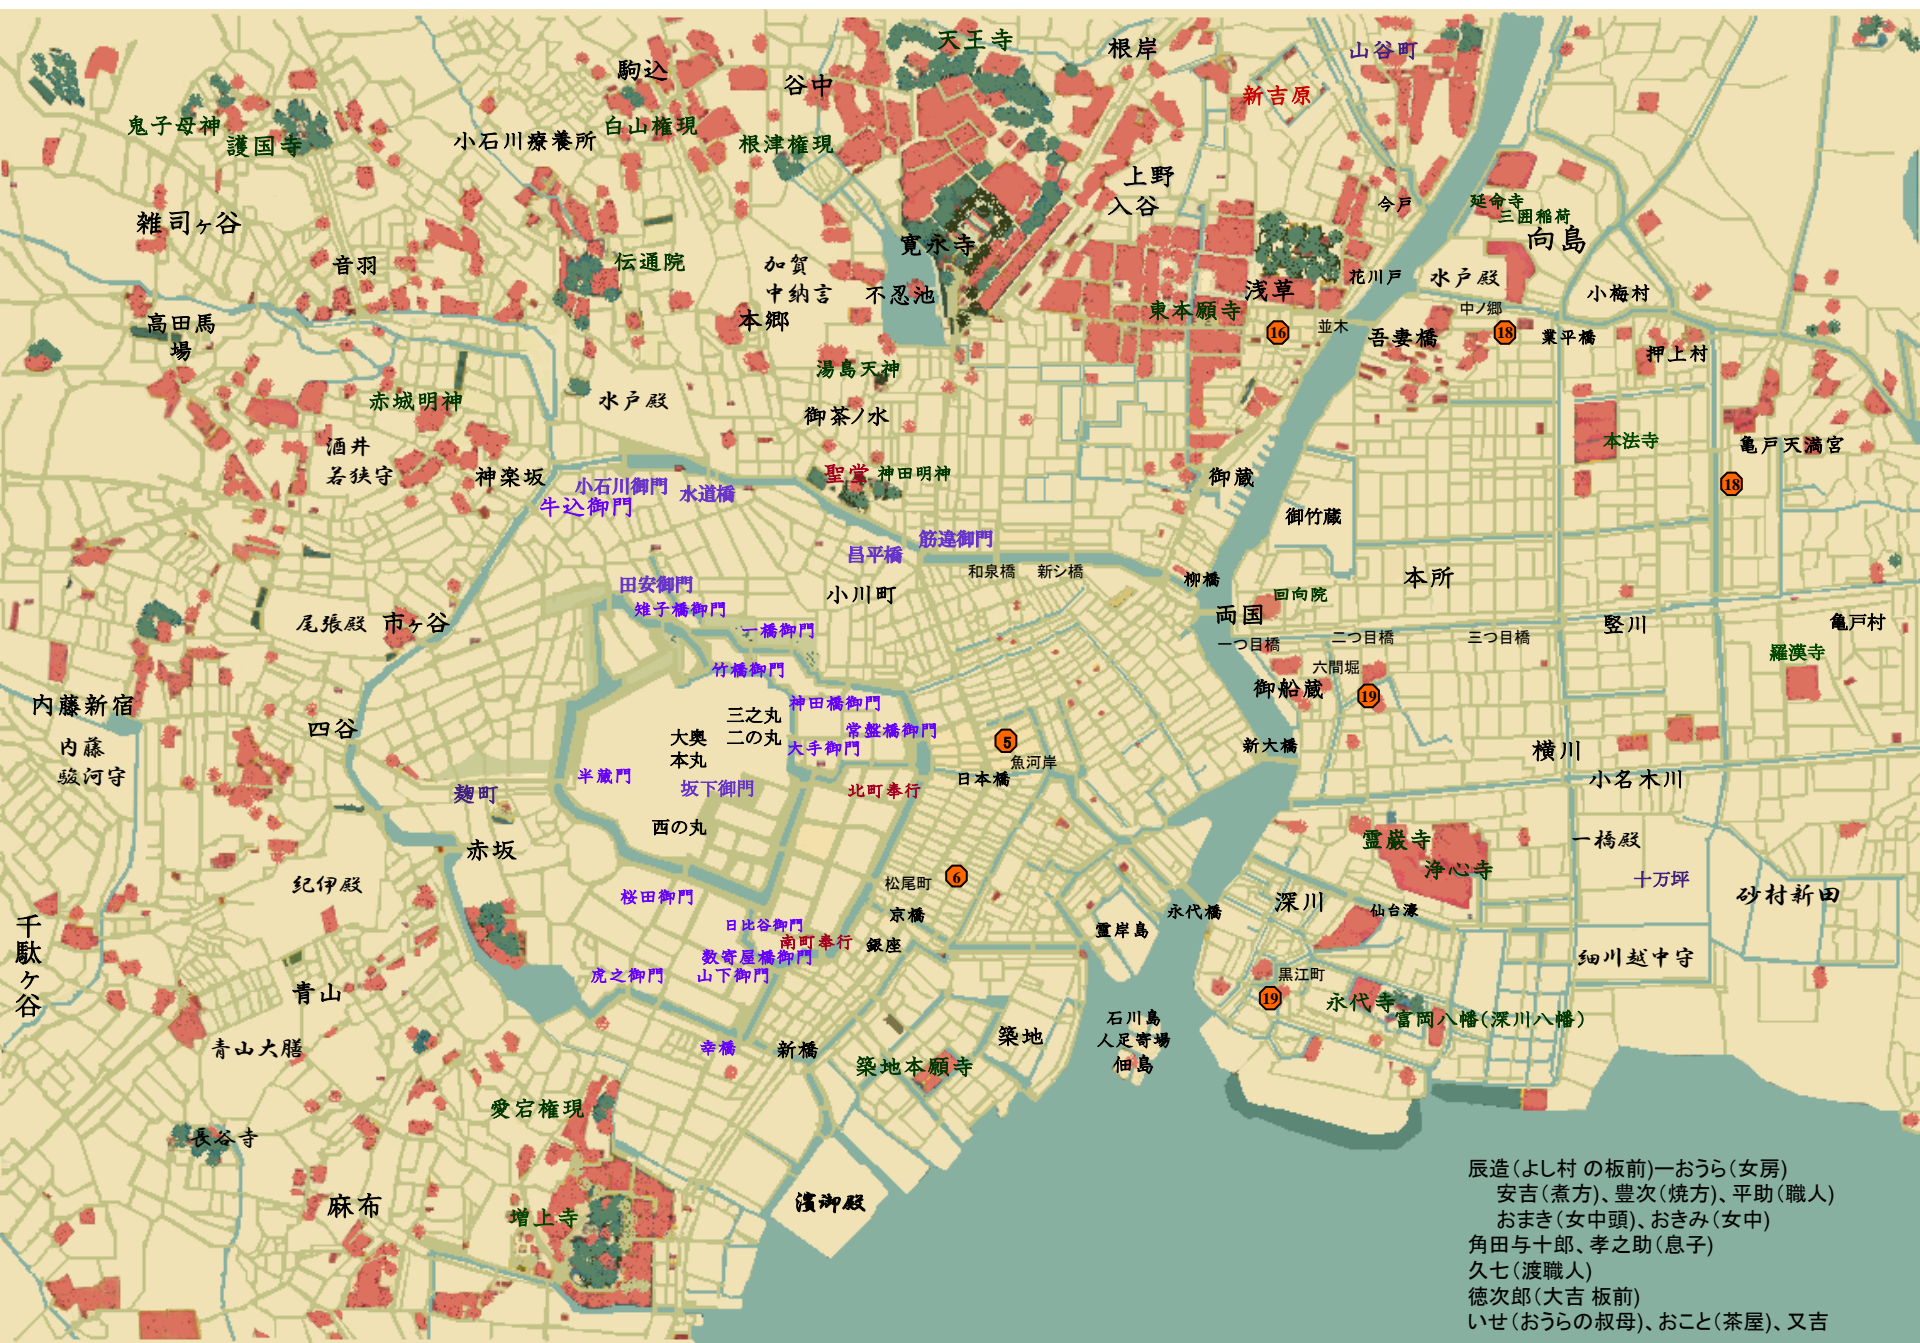 天王寺
根岸
山谷町
駒込
谷中
新吉原
鬼子母神
護国寺
小石川療養所
白山権現
根津権現
上野
入谷
今戸
延命寺
三囲稲荷
向島
雑司ヶ谷
音羽
伝通院
加賀
中納言
寛永寺
不忍池
本郷
浅草
花川戸
水戸殿
小梅村
東本願寺
中ノ郷
高田馬
場
16
並木
吾妻橋
18
業平橋
押上村
湯島天神
赤城明神
水戸殿
御茶ノ水
本法寺
亀戸天満宮
酒井
若狭守
神楽坂
聖堂
神田明神
御蔵
18
小石川御門
水道橋
牛込御門
御竹蔵
昌平橋
筋違御門
和泉橋
新シ橋
柳橋
本所
田安御門
雉子橋御門
小川町
回向院
両国
尾張殿
市ヶ谷
一橋御門
一つ目橋
二つ目橋
三つ目橋
竪川
亀戸村
羅漢寺
竹橋御門
六間堀
御船蔵
19
内藤新宿
内藤
駿河守
四谷
神田橋御門
三之丸
二の丸
大奥
本丸
常盤橋御門
大手御門
5
魚河岸
新大橋
横川
小名木川
半蔵門
坂下御門
北町奉行
日本橋
麹町
西の丸
赤坂
霊巌寺
浄心寺
一橋殿
十万坪
砂村新田
紀伊殿
松尾町
6
桜田御門
京橋
永代橋
深川
仙台濠
千駄ヶ谷
日比谷御門
南町奉行
銀座
霊岸島
数寄屋橋御門
虎之御門
山下御門
細川越中守
黒江町
19
青山
永代寺
富岡八幡(深川八幡)
青山大膳
幸橋
新橋
築地
石川島
人足寄場
佃島
築地本願寺
愛宕権現
長谷寺
麻布
増上寺
濱御殿
辰造(よし村 の板前)ーおうら(女房)
安吉(煮方)、豊次(焼方)、平助(職人)
おまき(女中頭)、おきみ(女中)
角田与十郎、孝之助(息子)
久七(渡職人)
徳次郎(大吉 板前)
いせ(おうらの叔母)、おこと(茶屋)、又吉